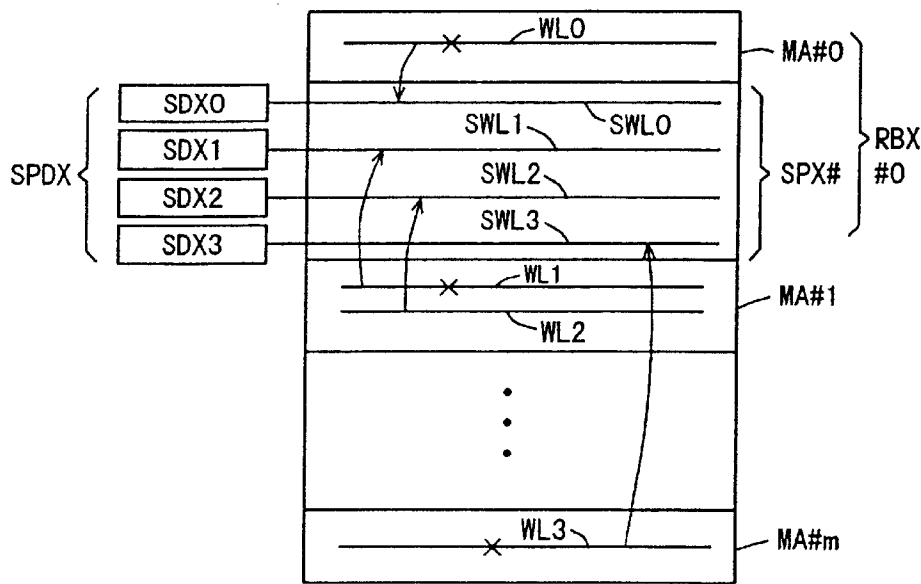 WL0
MA#0
SDX0
SWL0
SDX1
SWL1
SPDX
SPX#
RBX
#0
SDX2
SWL2
SDX3
SWL3
WL1
MA#1
WL2
WL3
MA#m